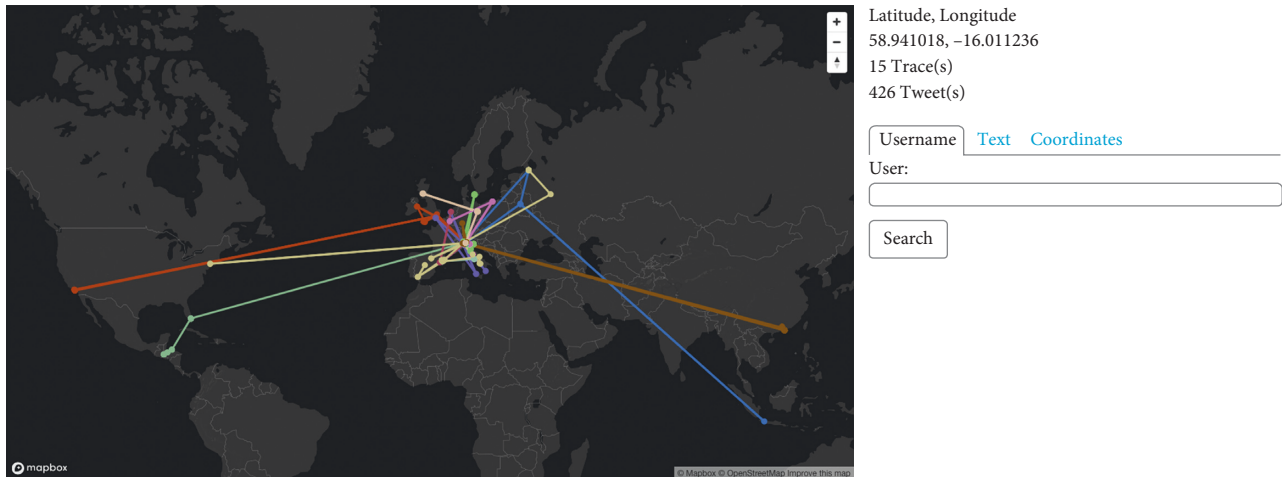 Latitude, Longitude
58.941018, –16.011236
15 Trace(s)
426 Tweet(s)
Username Text Coordinates
User:
Search
mapbox
© Mapbox © OpenStreetMap Improve this map